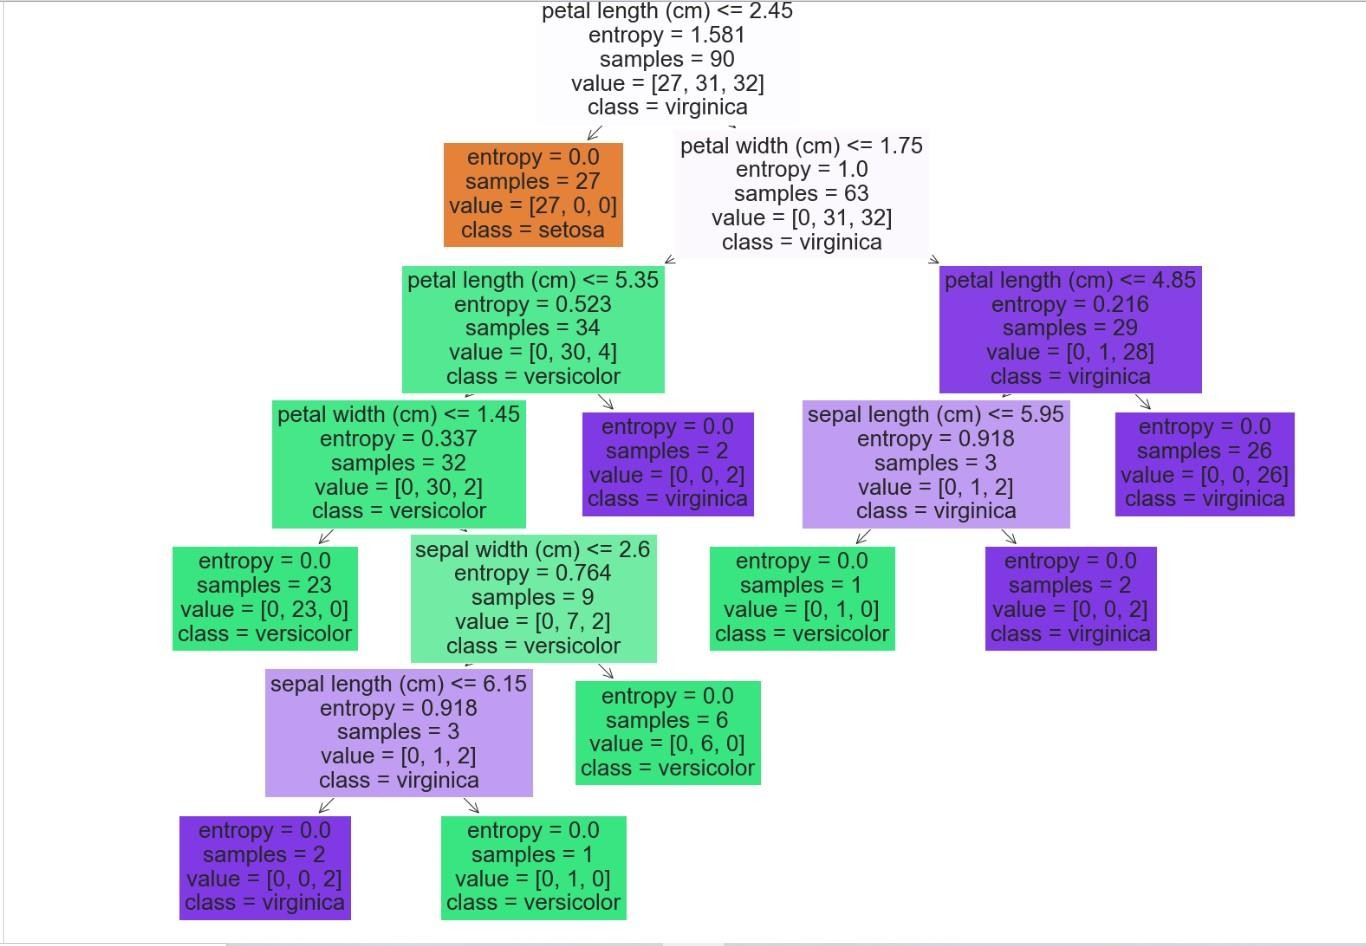 petal length (cm) <= 2.45
entropy = 1.581
samples = 90
value = [27, 31, 32]
class = virginica
entropy = 0.0
samples = 27
value = [27, 0, 0]
class = setosa
petal width (cm) <= 1.75
entropy = 1.0
samples = 63
value = [0, 31, 32]
class = virginica
petal length (cm) <= 5.35
entropy = 0.523
samples = 34
value = [0, 30, 4]
class = versicolor
petal length (cm) <= 4.85
entropy = 0.216
samples = 29
value = [0, 1, 28]
class = virginica
petal width (cm) <= 1.45
entropy = 0.337
samples = 32
value = [0, 30, 2]
class = versicolor
entropy = 0.0
samples = 2
value = [0, 0, 2]
class = virginica
sepal length (cm) <= 5.95
entropy = 0.918
samples = 3
value = [0, 1, 2]
class = virginica
entropy = 0.0
samples = 26
value = [0, 0, 26]
class = virginica
entropy = 0.0
samples = 23
value = [0, 23, 0]
class = versicolor
sepal width (cm) <= 2.6
entropy = 0.764
samples = 9
value = [0, 7, 2]
class = versicolor
entropy = 0.0
samples = 1
value = [0, 1, 0]
class = versicolor
entropy = 0.0
samples = 2
value = [0, 0, 2]
class = virginica
sepal length (cm) <= 6.15
entropy = 0.918
samples = 3
value = [0, 1, 2]
class = virginica
entropy = 0.0
samples = 6
value = [0, 6, 0]
class = versicolor
entropy = 0.0
samples = 2
value = [0, 0, 2]
class = virginica
entropy = 0.0
samples = 1
value = [0, 1, 0]
class = versicolor